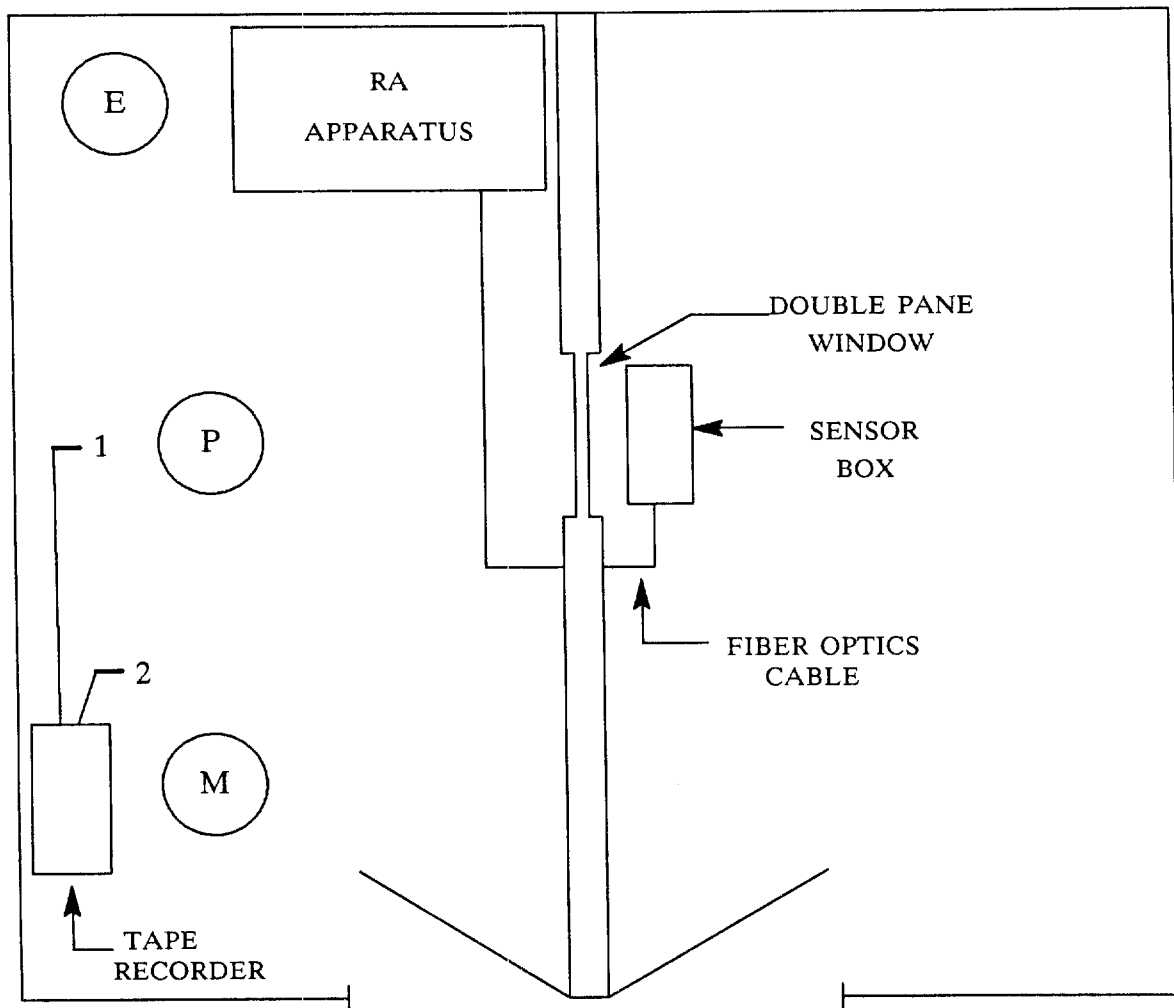 E
RA
APPARATUS
DOUBLE PANE
WINDOW
1
P
SENSOR
BOX
2
FIBER OPTICS
CABLE
M
TAPE
RECORDER